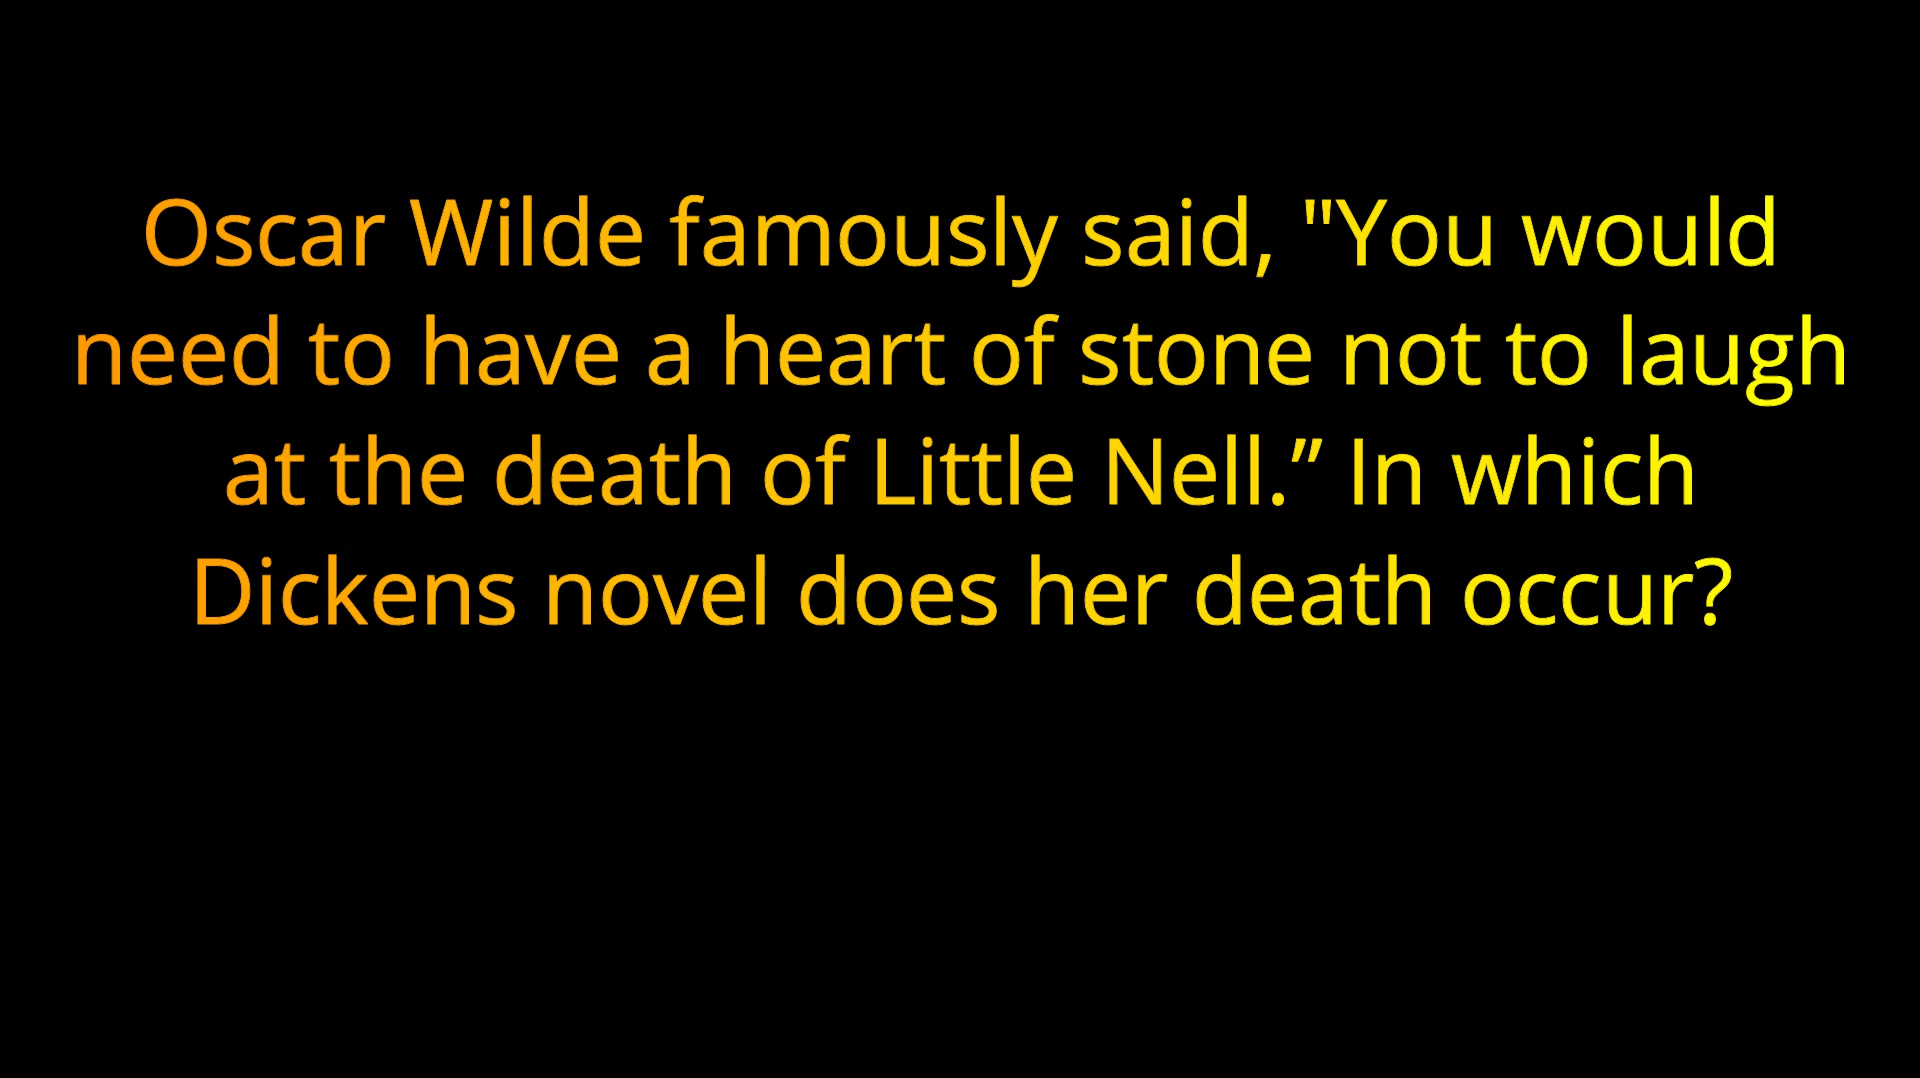 Oscar Wilde famously said, "You would
need to have a heart of stone not to laugh
at the death of Little Nell.” In which
Dickens novel does her death occur?